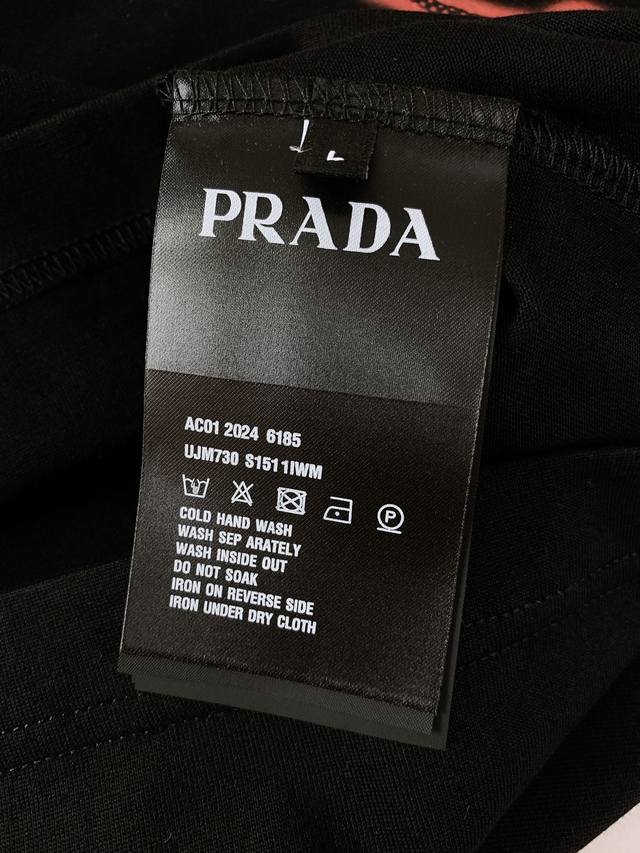 L
PRADA
AC01 2024 6185
UJM730 S1511IWM
P
COLD HAND WASH
WASH SEP ARATELY
WASH INSIDE OUT
DO NOT SOAK
IRON ON REVERSE SIDE
IRON UNDER DRY CLOTH